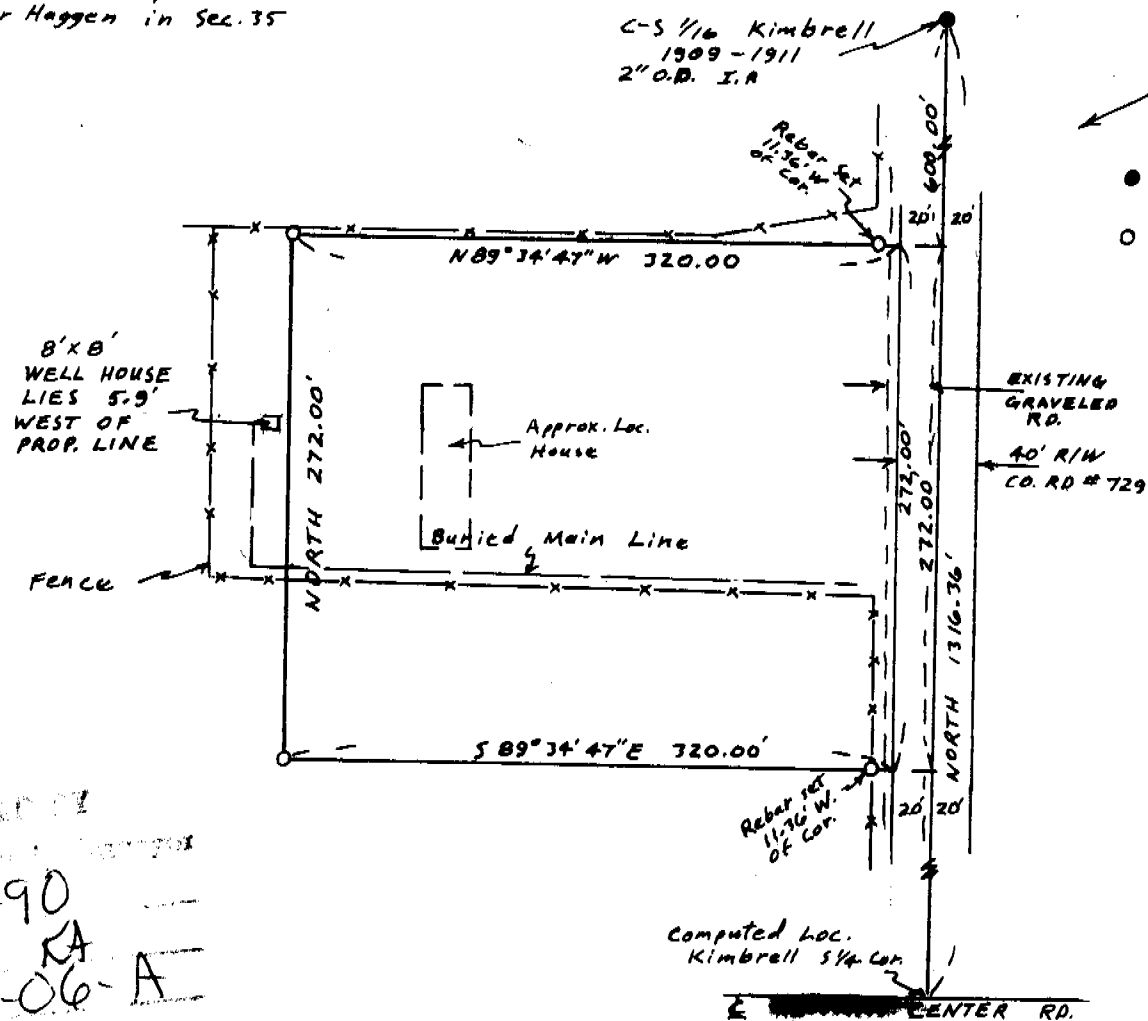 r Haggen in Sec. 35
C-S 1/16 Kimbrell
1909-1911
2" O.D. I.P.
600.00'
Rebar set
11.36' W.
of Cor.
20' 20'
N 89° 34' 47" W 320.00
8' X 8'
WELL HOUSE
LIES 5.9'
WEST OF
PROP. LINE
NORTH 272.00'
Approx. Loc.
House
272.00'
272.00
EXISTING
GRAVELED
RD.
40' R/W
CO. RD # 729
Buried Main Line
Fence
NORTH 1316.36'
S 89° 34' 47" E 320.00'
Rebar set
11.36' W.
of Cor.
20' 20'
90
RA
-06-A
Computed Loc.
Kimbrell S 1/4 Cor.
CENTER RD.